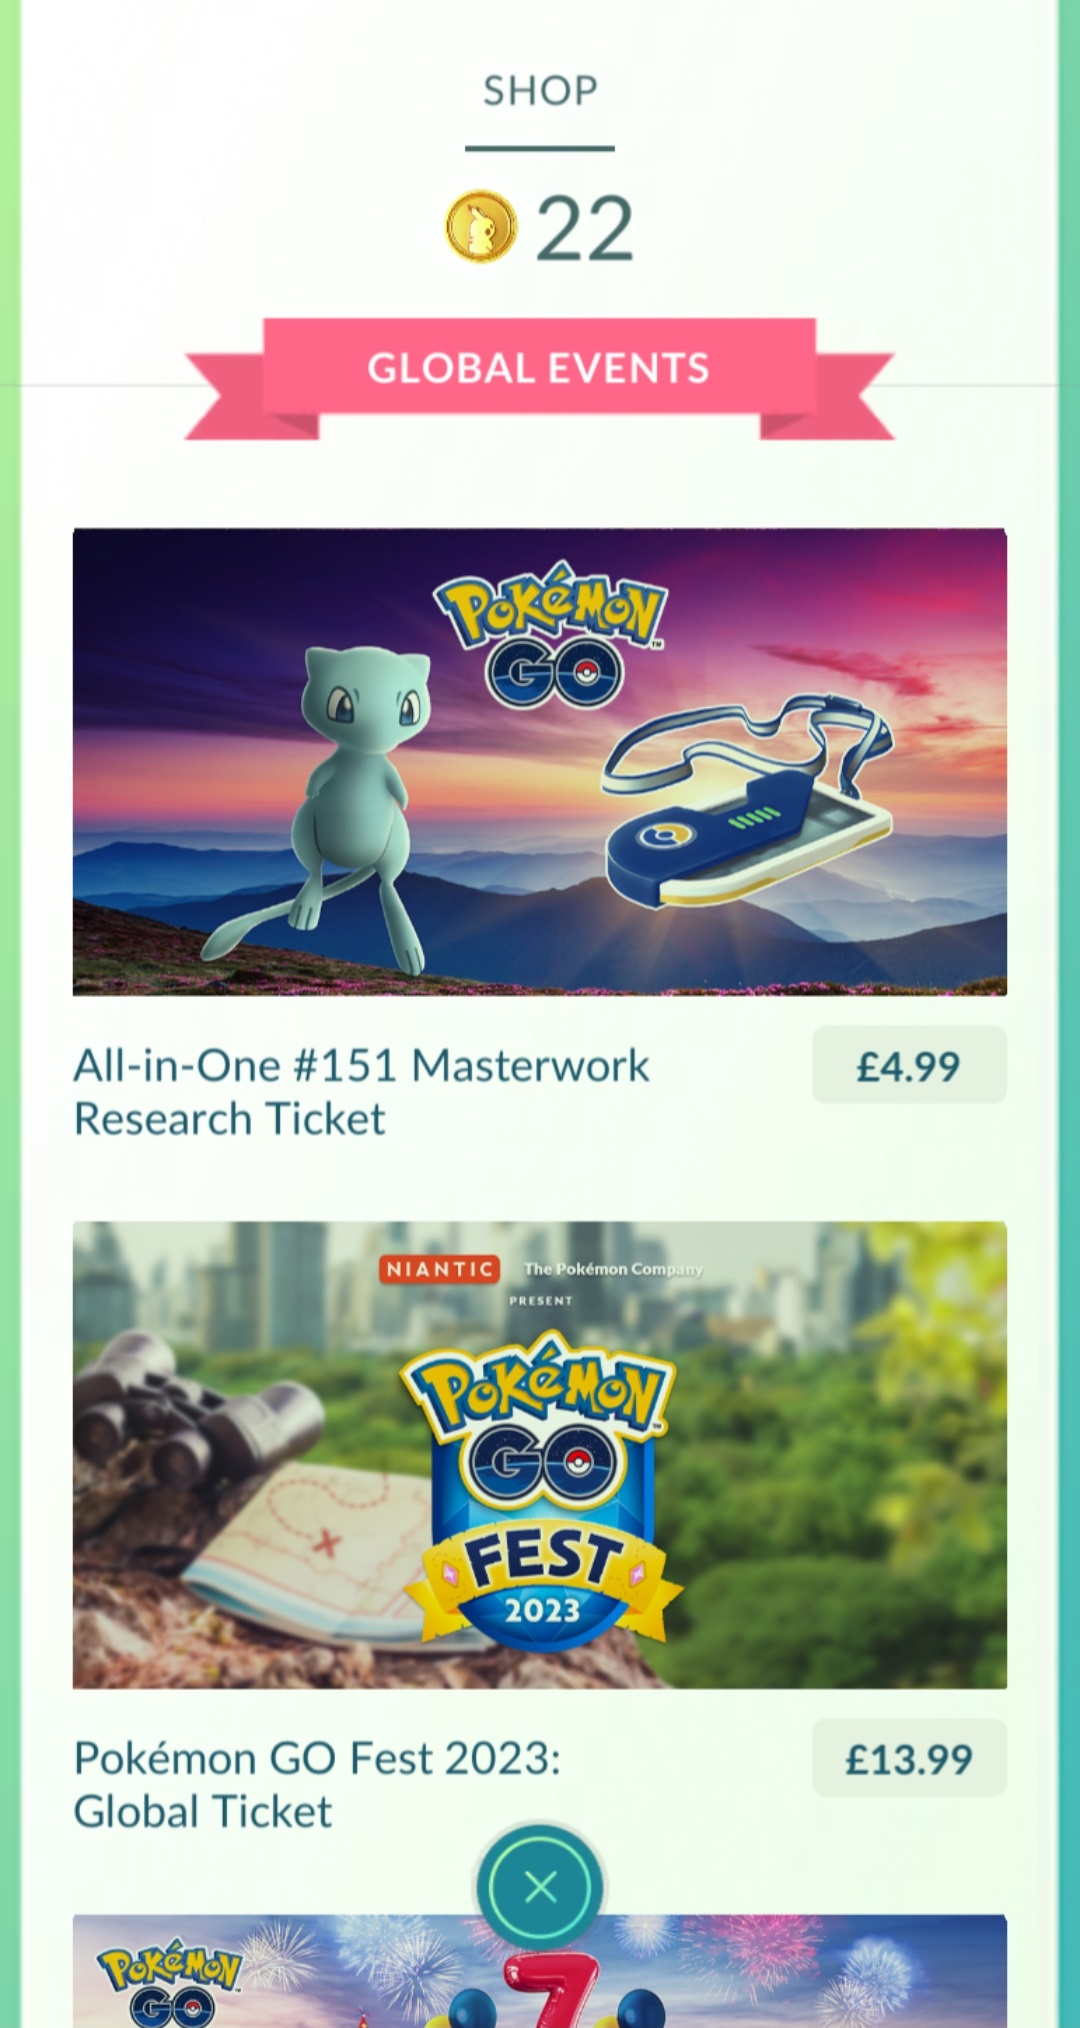 SHOP
22
GLOBAL EVENTS
POKéMON
GO
All-in-One #151 Masterwork
Research Ticket
£4.99
NIANTIC The Pokémon Company
PRESENT
POKéMON
GO
FEST
2023
Pokémon GO Fest 2023:
Global Ticket
£13.99
POKéMON
GO
7